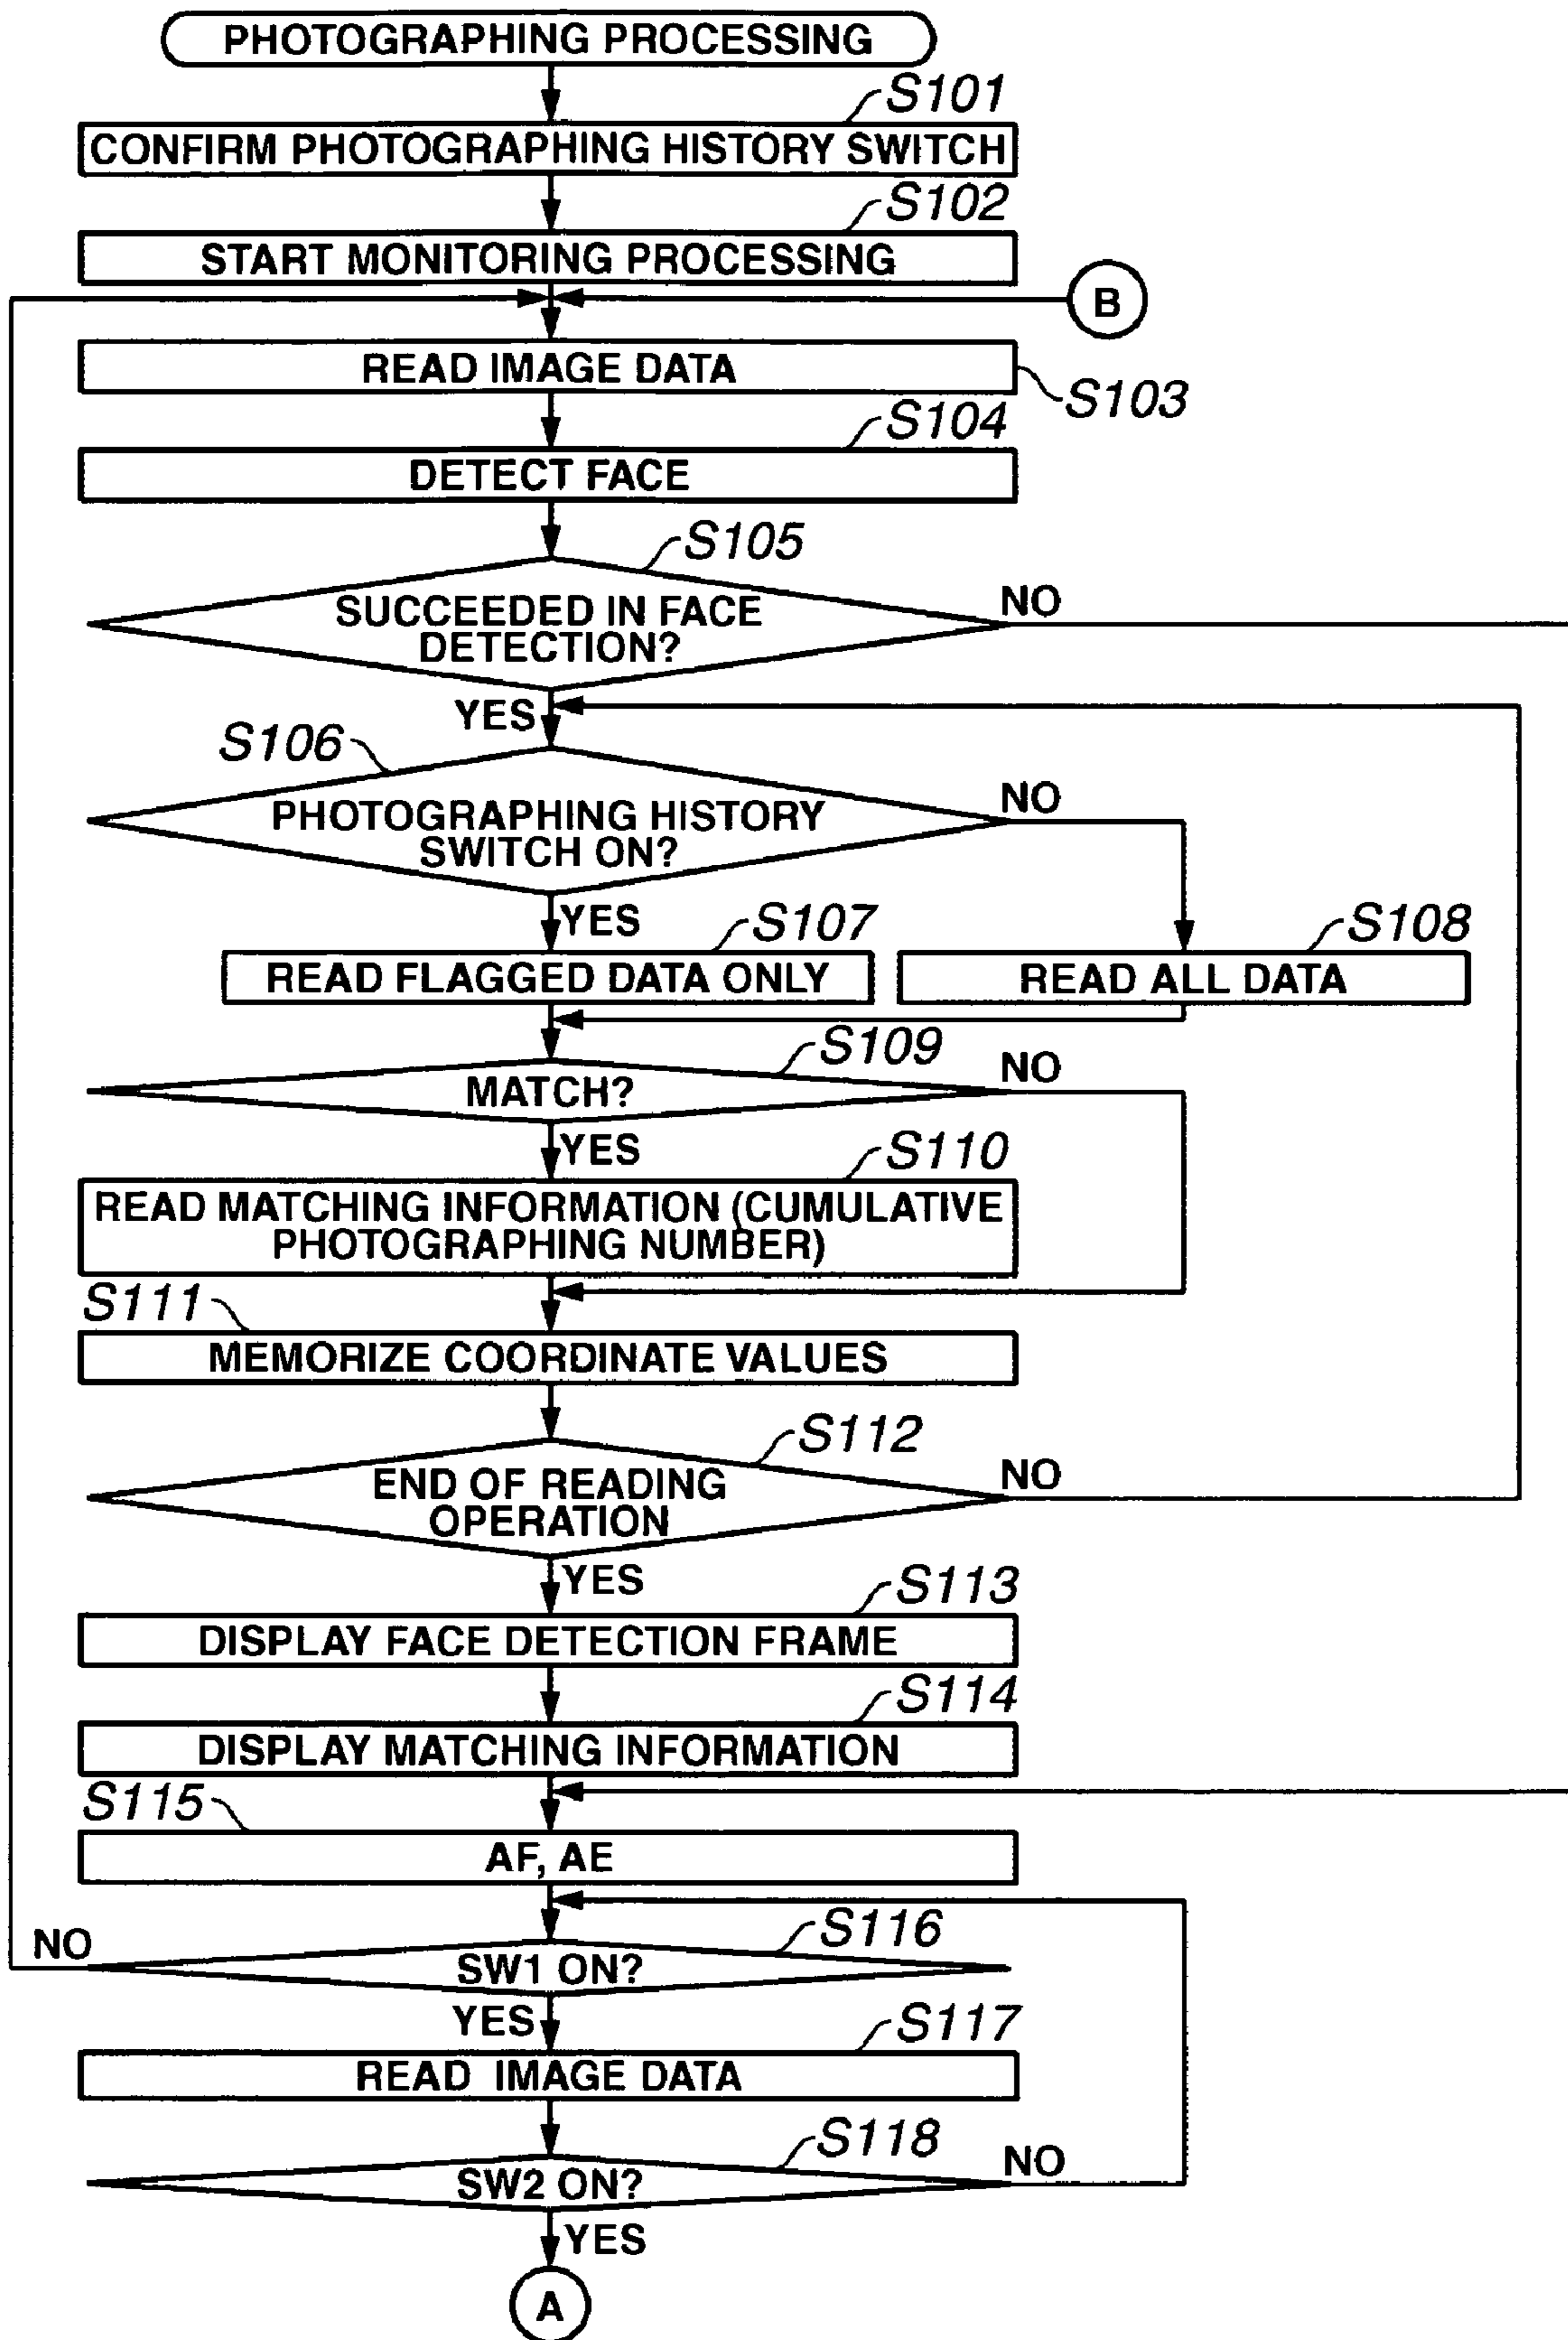 PHOTOGRAPHING PROCESSING
S101
CONFIRM PHOTOGRAPHING HISTORY SWITCH
S102
START MONITORING PROCESSING
B
READ IMAGE DATA
S103
S104
DETECT FACE
S105
SUCCEEDED IN FACE
DETECTION?
NO
YES
S106
PHOTOGRAPHING HISTORY
SWITCH ON?
NO
YES
S107
S108
READ FLAGGED DATA ONLY
READ ALL DATA
S109
MATCH?
NO
YES
S110
READ MATCHING INFORMATION (CUMULATIVE
PHOTOGRAPHING NUMBER)
S111
MEMORIZE COORDINATE VALUES
S112
END OF READING
OPERATION
NO
YES
S113
DISPLAY FACE DETECTION FRAME
S114
DISPLAY MATCHING INFORMATION
S115
AF, AE
S116
NO
SW1 ON?
YES
S117
READ IMAGE DATA
S118
SW2 ON?
NO
YES
A